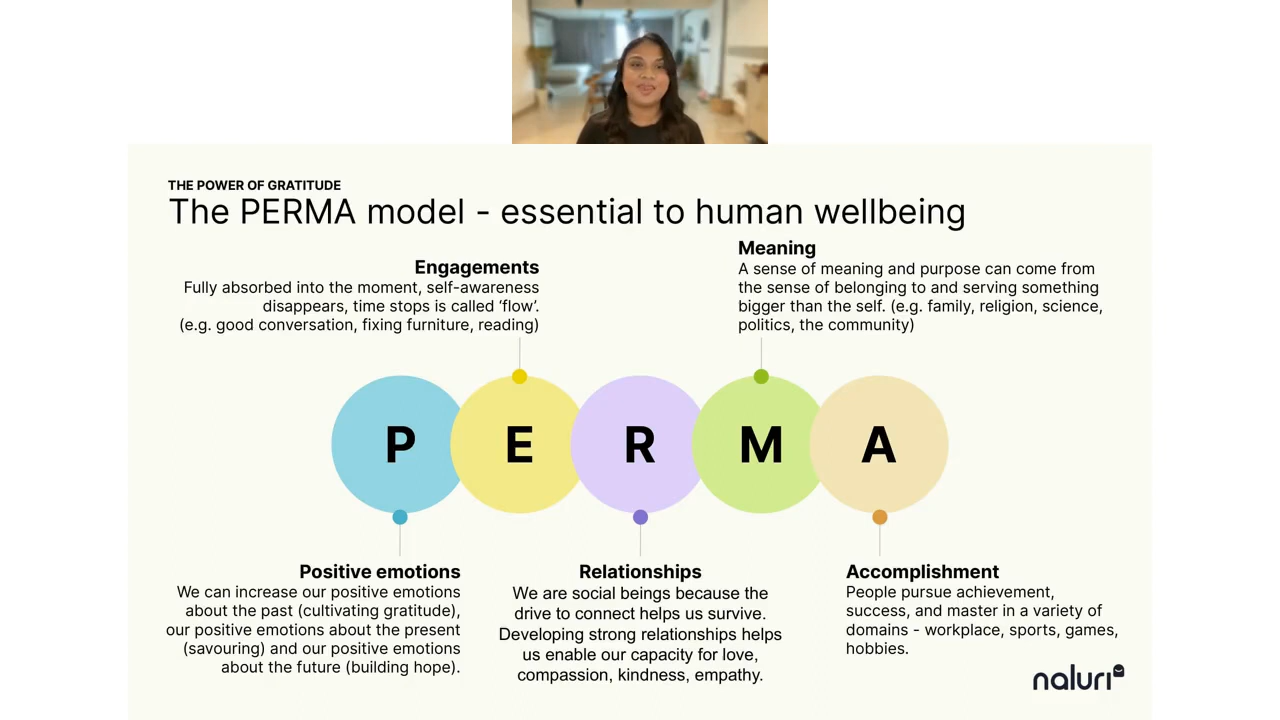 THE POWER OF GRATITUDE
The PERMA model - essential to human wellbeing
Engagements
Fully absorbed into the moment, self-awareness
disappears, time stops is called ‘flow’.
(e.g. good conversation, fixing furniture, reading)
Meaning
A sense of meaning and purpose can come from
the sense of belonging to and serving something
bigger than the self. (e.g. family, religion, science,
politics, the community)
P E R M A
Positive emotions
We can increase our positive emotions
about the past (cultivating gratitude),
our positive emotions about the present
(savouring) and our positive emotions
about the future (building hope).
Relationships
We are social beings because the
drive to connect helps us survive.
Developing strong relationships helps
us enable our capacity for love,
compassion, kindness, empathy.
Accomplishment
People pursue achievement,
success, and master in a variety of
domains - workplace, sports, games,
hobbies.
naluri